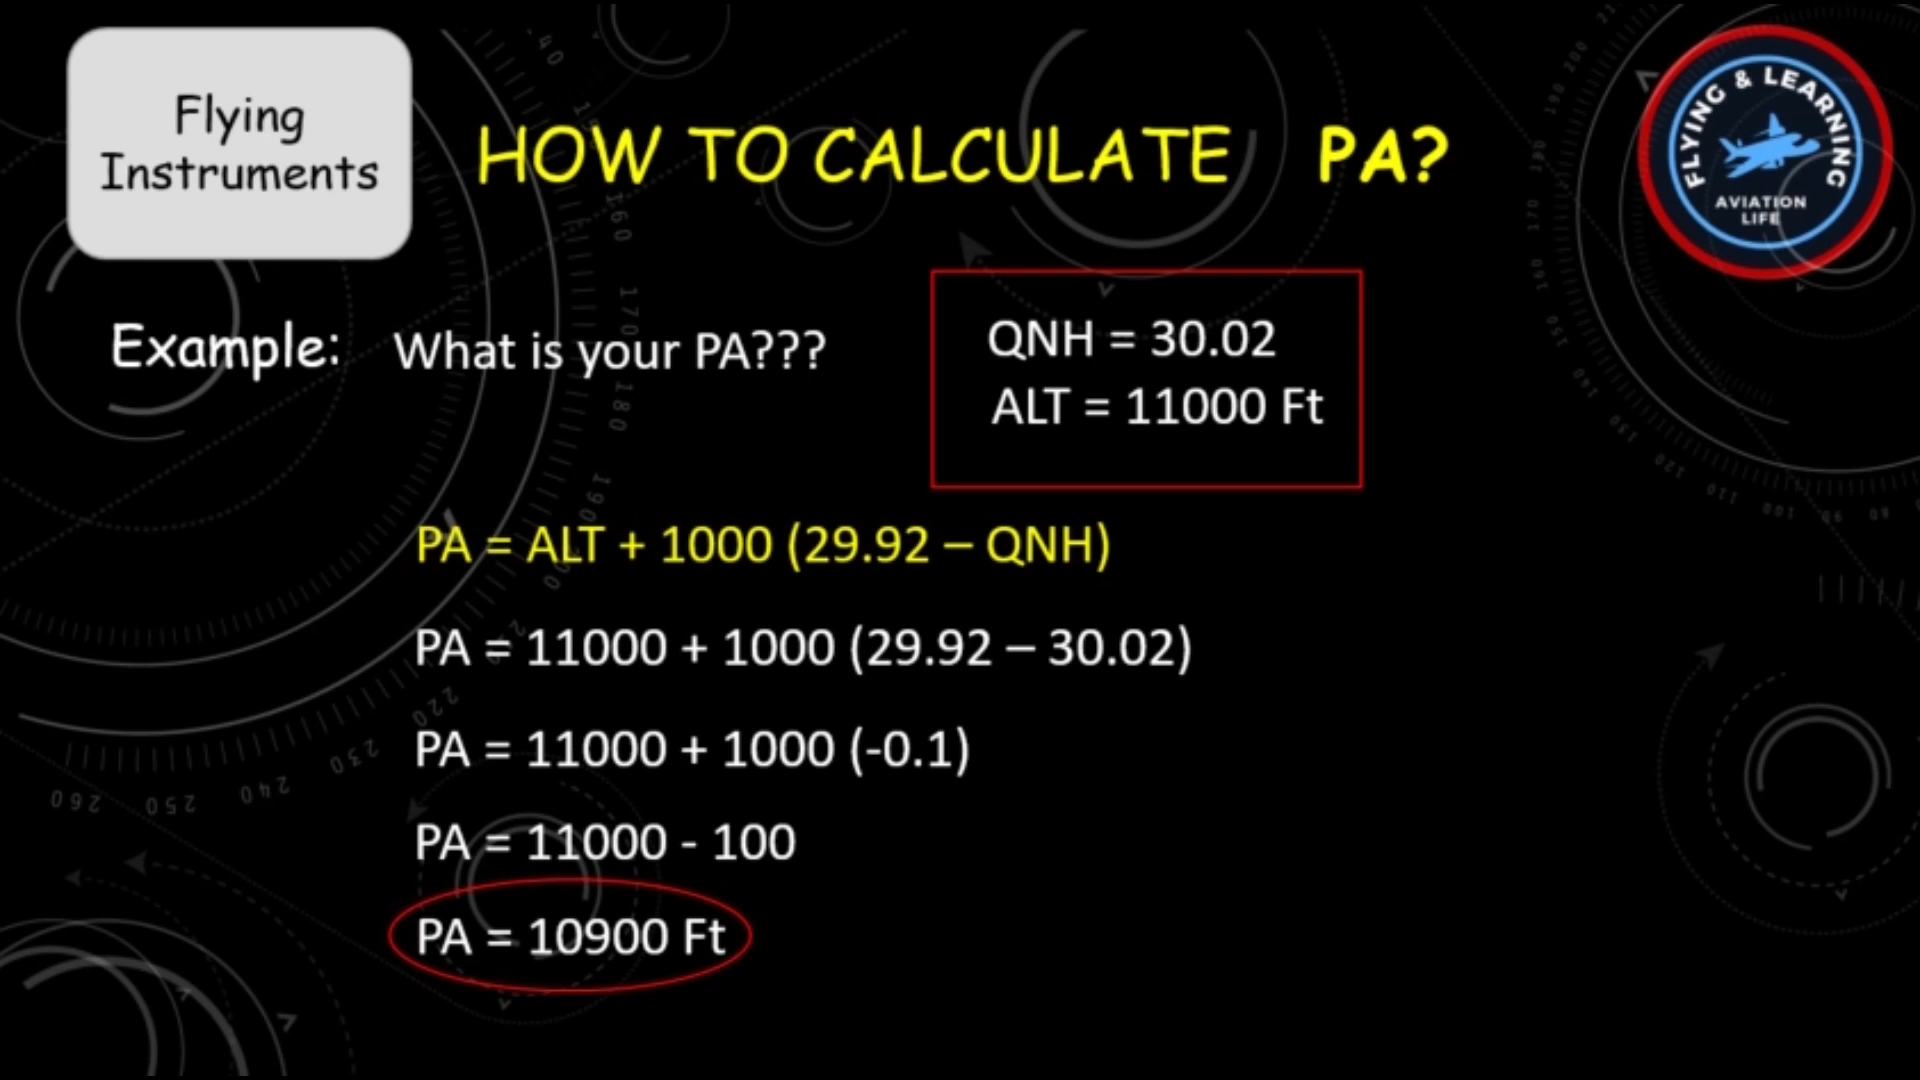 Flying
Instruments
HOW TO CALCULATE PA?
FLYING & LEARNING
AVIATION
LIFE
Example: What is your PA???
QNH = 30.02
ALT = 11000 Ft
PA = ALT + 1000 (29.92 – QNH)
PA = 11000 + 1000 (29.92 – 30.02)
PA = 11000 + 1000 (-0.1)
PA = 11000 - 100
PA = 10900 Ft